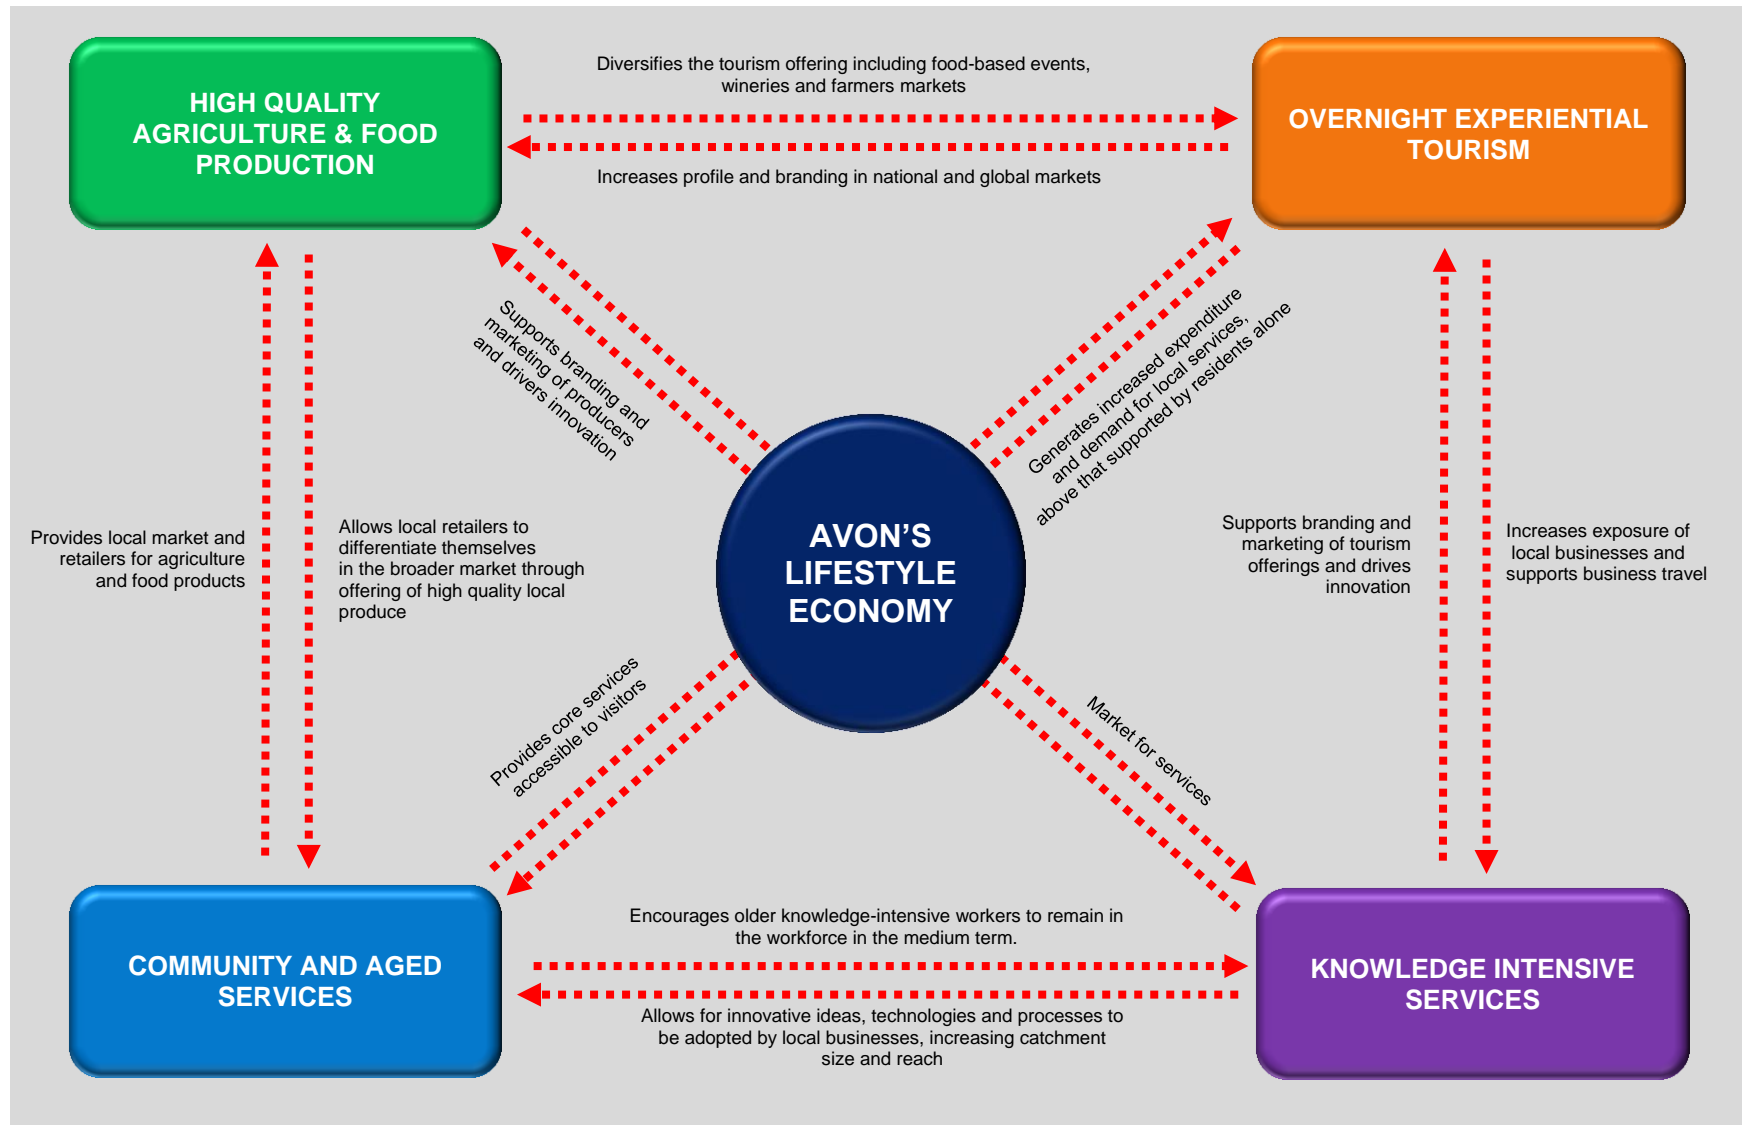 Diversifies the tourism offering including food-based events,
wineries and farmers markets
HIGH QUALITY
AGRICULTURE & FOOD
PRODUCTION
OVERNIGHT EXPERIENTIAL
TOURISM
Increases profile and branding in national and global markets
Supports branding and
marketing of producers
and drivers innovation
Generates increased expenditure
and demand for local services,
above that supported by residents alone
Provides local market and
retailers for agriculture
and food products
Allows local retailers to
differentiate themselves
in the broader market through
offering of high quality local
produce
AVON'S
LIFESTYLE
ECONOMY
Supports branding and
marketing of tourism
offerings and drives
innovation
Increases exposure of
local businesses and
supports business travel
Provides core services
accessible to visitors
Market for services
Encourages older knowledge-intensive workers to remain in
the workforce in the medium term.
COMMUNITY AND AGED
SERVICES
KNOWLEDGE INTENSIVE
SERVICES
Allows for innovative ideas, technologies and processes to
be adopted by local businesses, increasing catchment
size and reach